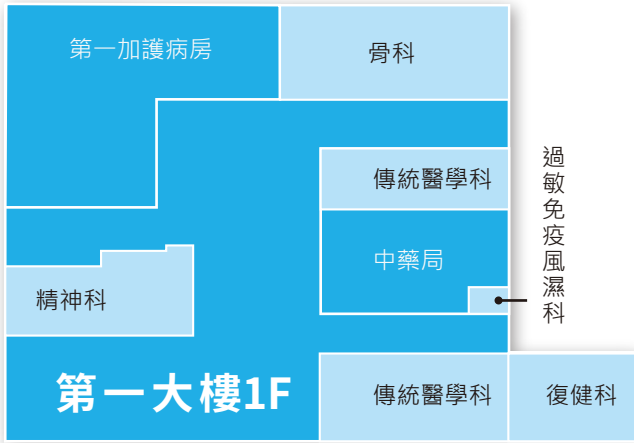 第一加護病房
骨科
傳統醫學科
過敏免疫風濕科
中藥局
精神科
第一大樓1F
傳統醫學科
復健科